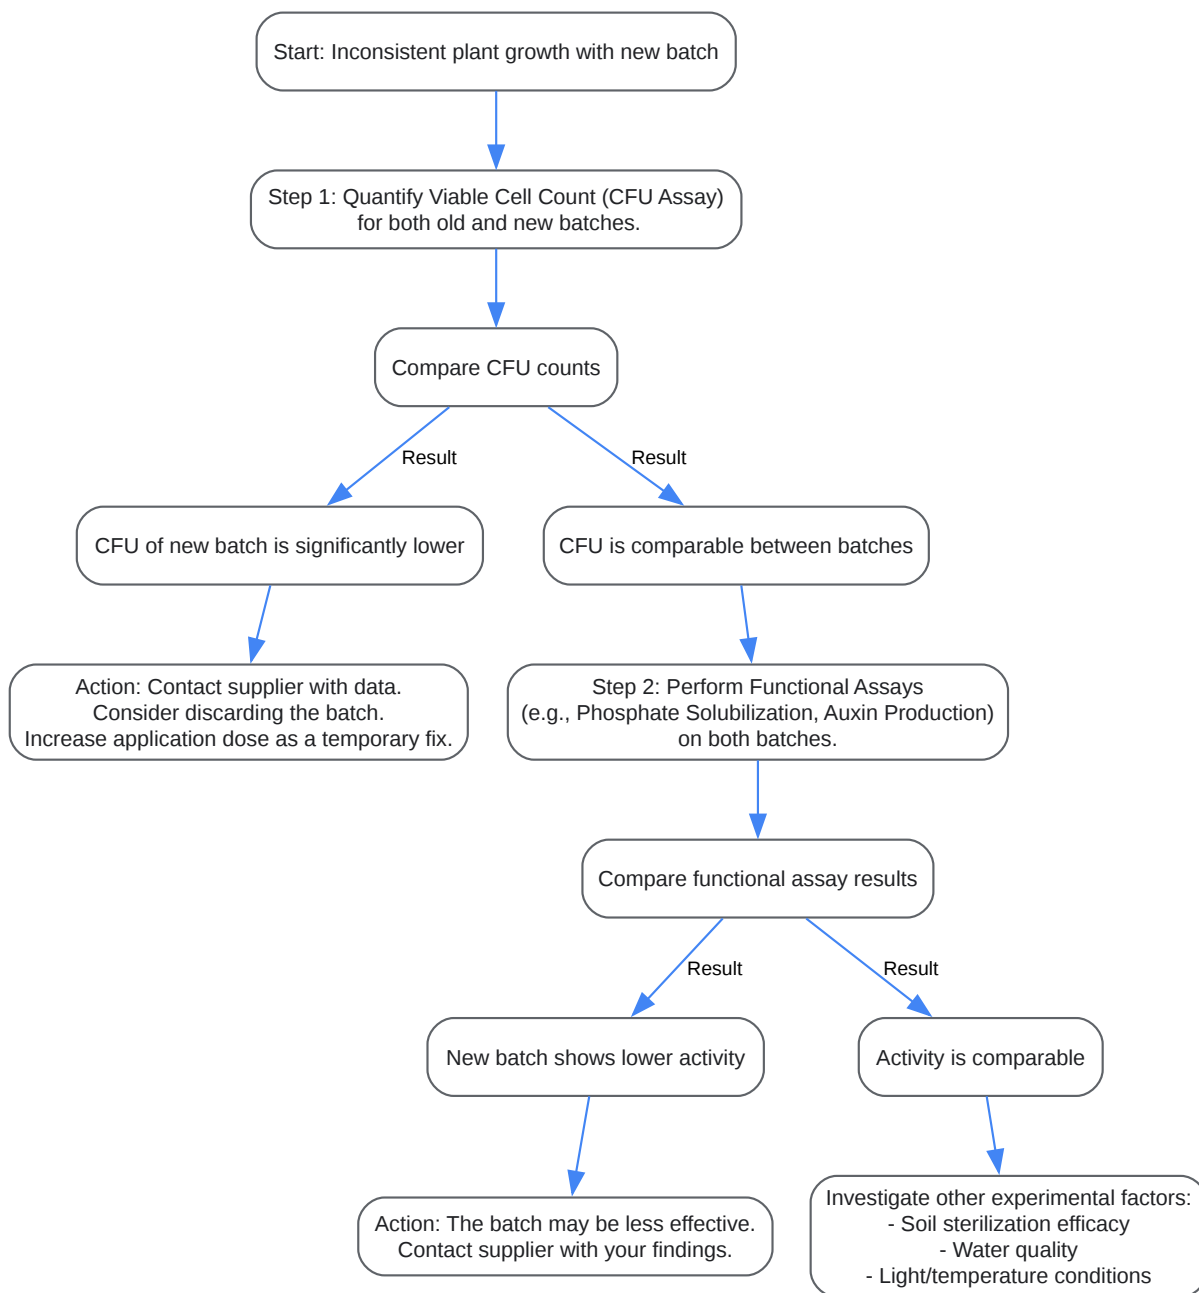 Start: Inconsistent plant growth with new batch
Step 1: Quantify Viable Cell Count (CFU Assay)
for both old and new batches.
Compare CFU counts
Result
Result
CFU of new batch is significantly lower
CFU is comparable between batches
Action: Contact supplier with data.
Consider discarding the batch.
Increase application dose as a temporary fix.
Step 2: Perform Functional Assays
(e.g., Phosphate Solubilization, Auxin Production)
on both batches.
Compare functional assay results
Result
Result
New batch shows lower activity
Activity is comparable
Action: The batch may be less effective.
Contact supplier with your findings.
Investigate other experimental factors:
- Soil sterilization efficacy
- Water quality
- Light/temperature conditions